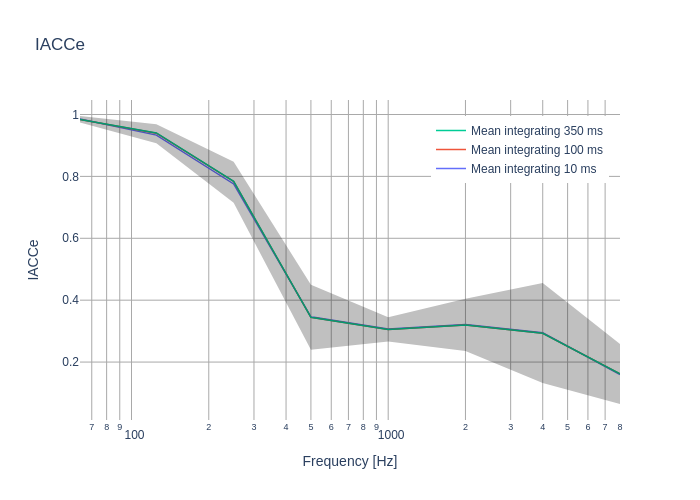 IACCe
Mean integrating 350 ms
Mean integrating 100 ms
Mean integrating 10 ms
1
0.8
0.6
0.4
0.2
IACCe
7 8 9 100 2 3 4 5 6 7 8 9 1000 2 3 4 5 6 7 8
Frequency [Hz]